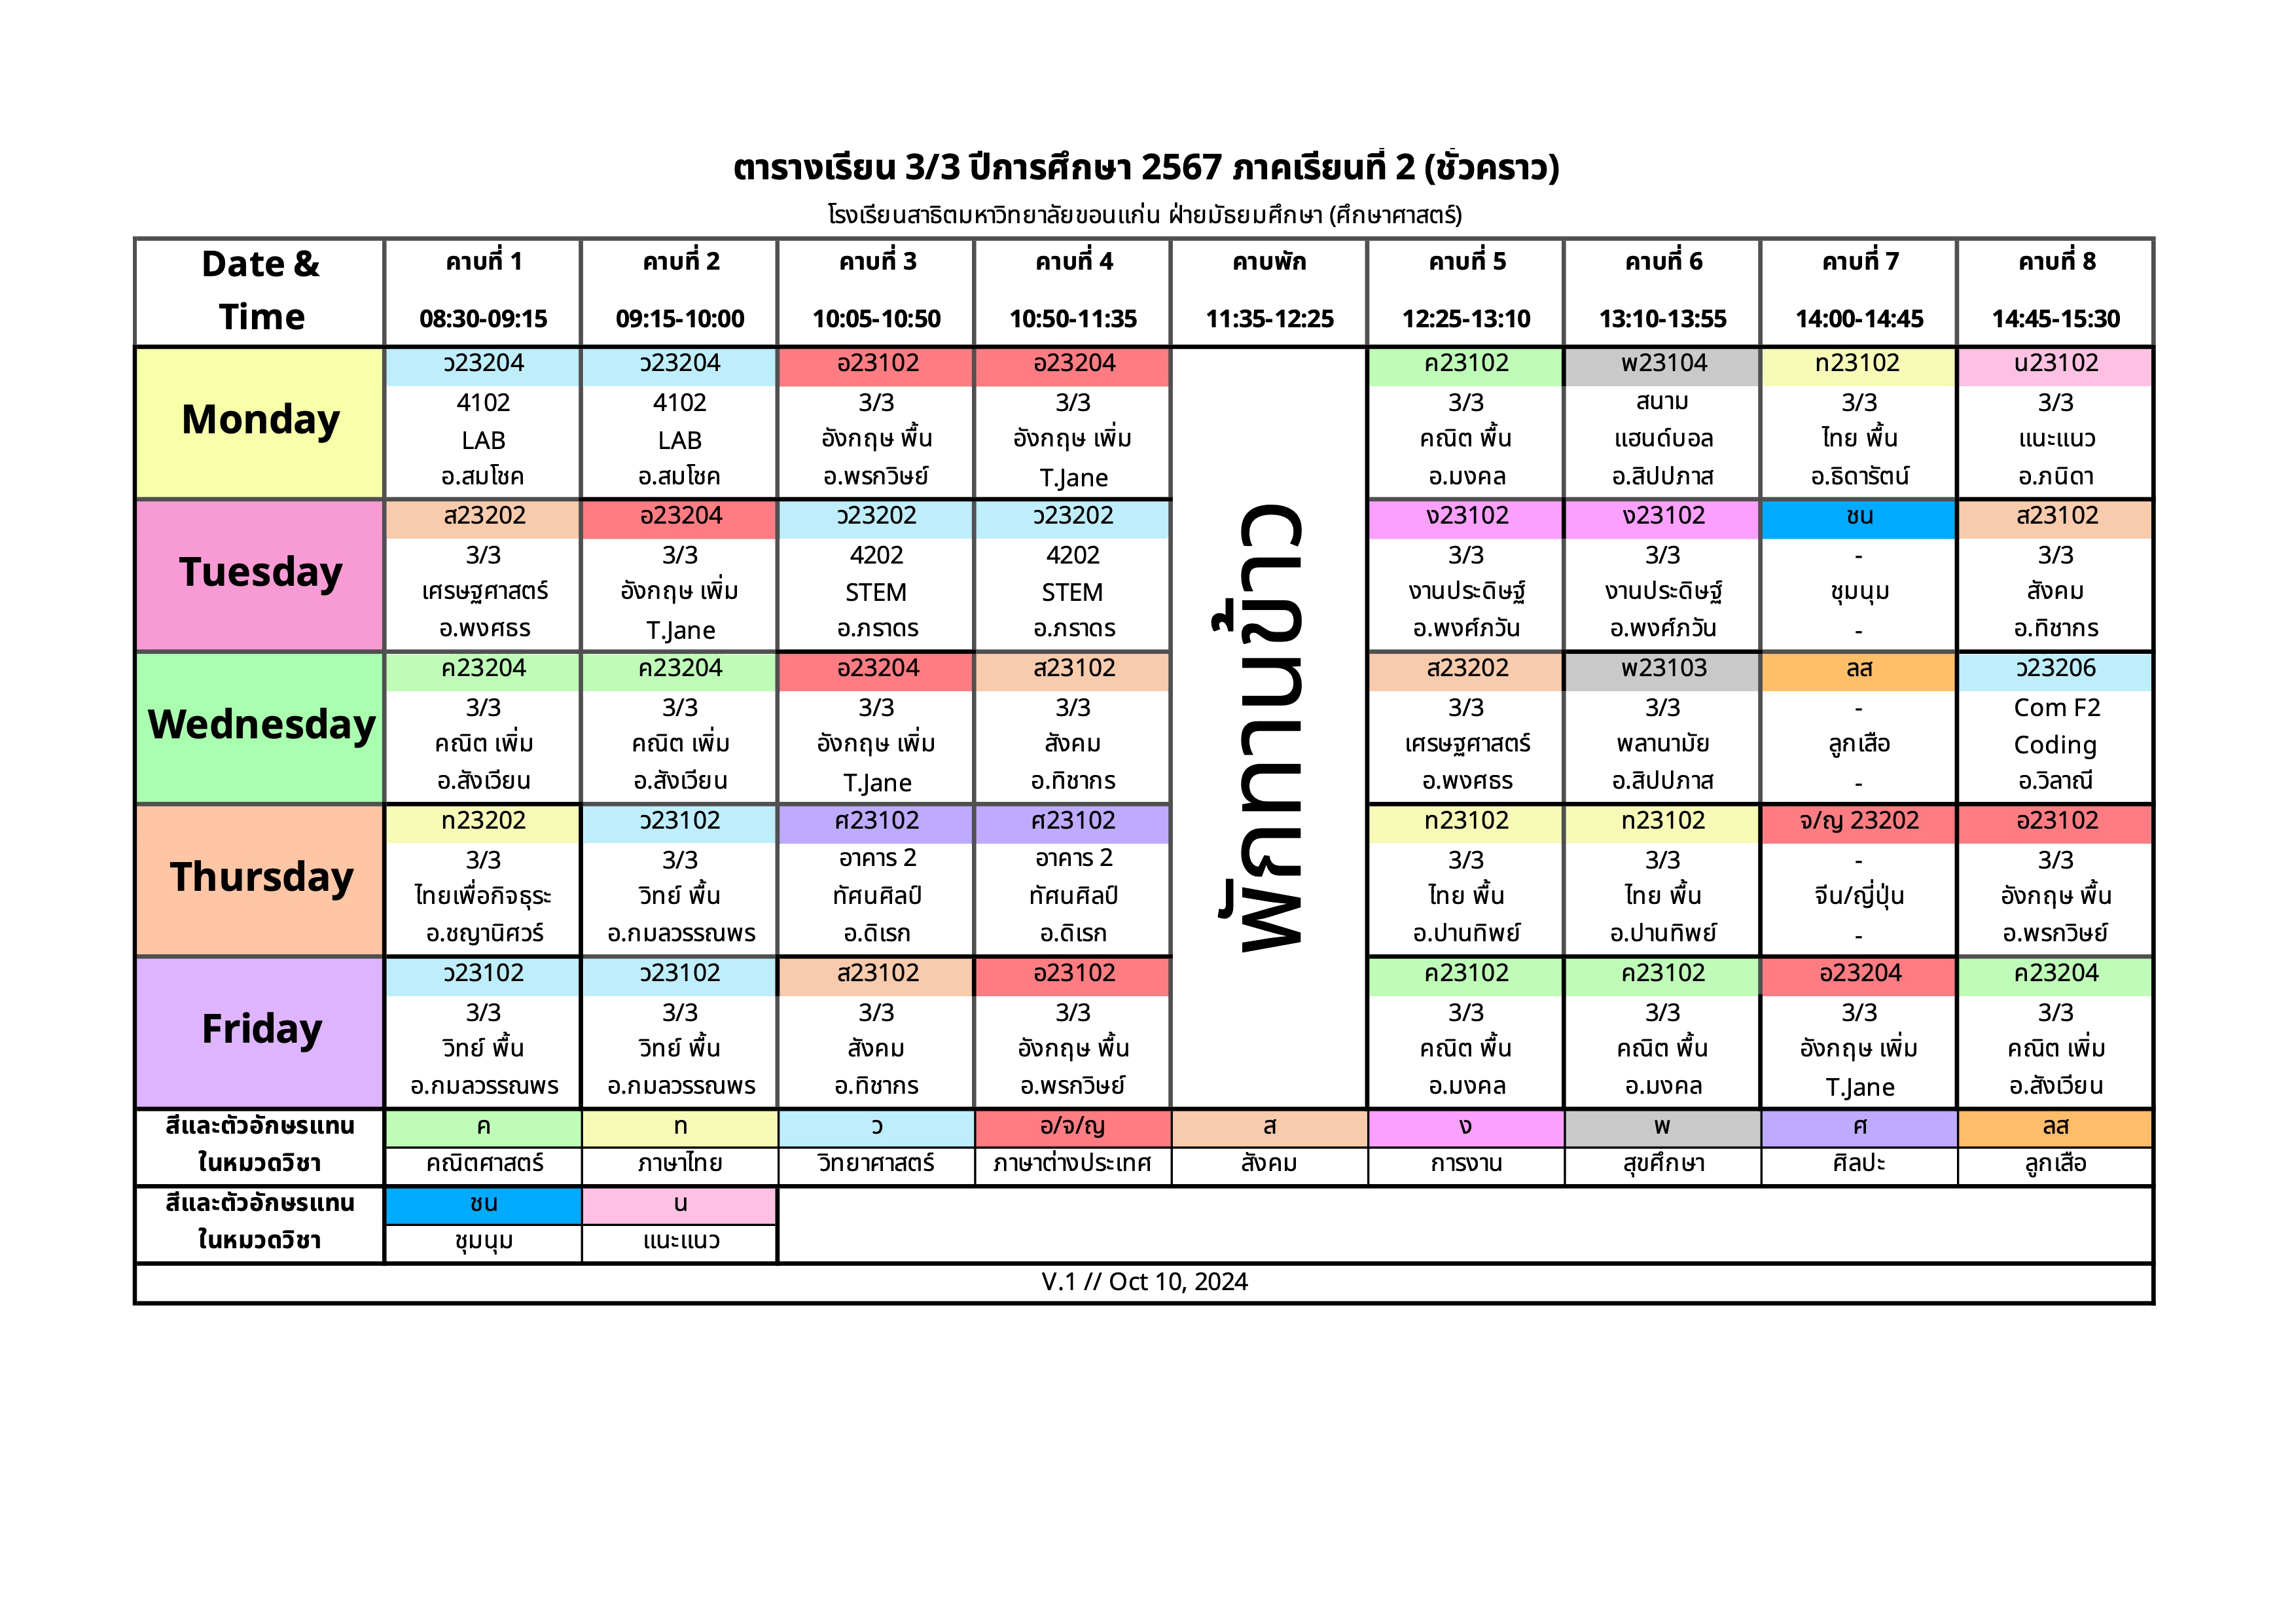 ตารางเรียน 3/3 ปีการศึกษา 2567 ภาคเรียนที่ 2 (ชั่วคราว)
โรงเรียนสาธิตมหาวิทยาลัยขอนแก่น ฝ่ายมัธยมศึกษา (ศึกษาศาสตร์)
Date & คาบที่ 1 คาบที่ 2 คาบที่ 3 คาบที่ 4 คาบพัก คาบที่ 5 คาบที่ 6 คาบที่ 7 คาบที่ 8
Time 08:30-09:15 09:15-10:00 10:05-10:50 10:50-11:35 11:35-12:25 12:25-13:10 13:10-13:55 14:00-14:45 14:45-15:30
Monday
ว23204 ว23204 อ23102 อ23204 ค23102 พ23104 ท23102 น23102
4102 4102 3/3 3/3 3/3 สนาม 3/3 3/3
LAB LAB อังกฤษ พื้น อังกฤษ เพิ่ม คณิต พื้น แฮนด์บอล ไทย พื้น แนะแนว
อ.สมโชค อ.สมโชค อ.พรกวิษย์ T.Jane อ.มงคล อ.สิปปภาส อ.ธิดารัตน์ อ.ภนิดา
พักทานข้าว
Tuesday
ส23202 อ23204 ว23202 ว23202 ง23102 ง23102 ชน ส23102
3/3 3/3 4202 4202 3/3 3/3 - 3/3
เศรษฐศาสตร์ อังกฤษ เพิ่ม STEM STEM งานประดิษฐ์ งานประดิษฐ์ ชุมนุม สังคม
อ.พงศธร T.Jane อ.ภราดร อ.ภราดร อ.พงศ์ภวัน อ.พงศ์ภวัน - อ.ทิชากร
Wednesday
ค23204 ค23204 อ23204 ส23102 ส23202 พ23103 ลส ว23206
3/3 3/3 3/3 3/3 3/3 3/3 - Com F2
คณิต เพิ่ม คณิต เพิ่ม อังกฤษ เพิ่ม สังคม เศรษฐศาสตร์ พลานามัย ลูกเสือ Coding
อ.สังเวียน อ.สังเวียน T.Jane อ.ทิชากร อ.พงศธร อ.สิปปภาส - อ.วิลาณี
Thursday
ท23202 ว23102 ศ23102 ศ23102 ท23102 ท23102 จ/ญ 23202 อ23102
3/3 3/3 อาคาร 2 อาคาร 2 3/3 3/3 - 3/3
ไทยเพื่อกิจธุระ วิทย์ พื้น ทัศนศิลป์ ทัศนศิลป์ ไทย พื้น ไทย พื้น จีน/ญี่ปุ่น อังกฤษ พื้น
อ.ชญานิศวร์ อ.กมลวรรณพร อ.ดิเรก อ.ดิเรก อ.ปานทิพย์ อ.ปานทิพย์ - อ.พรกวิษย์
Friday
ว23102 ว23102 ส23102 อ23102 ค23102 ค23102 อ23204 ค23204
3/3 3/3 3/3 3/3 3/3 3/3 3/3 3/3
วิทย์ พื้น วิทย์ พื้น สังคม อังกฤษ พื้น คณิต พื้น คณิต พื้น อังกฤษ เพิ่ม คณิต เพิ่ม
อ.กมลวรรณพร อ.กมลวรรณพร อ.ทิชากร อ.พรกวิษย์ อ.มงคล อ.มงคล T.Jane อ.สังเวียน
สีและตัวอักษรแทน ค ท ว อ/จ/ญ ส ง พ ศ ลส
ในหมวดวิชา คณิตศาสตร์ ภาษาไทย วิทยาศาสตร์ ภาษาต่างประเทศ สังคม การงาน สุขศึกษา ศิลปะ ลูกเสือ
สีและตัวอักษรแทน ชน น
ในหมวดวิชา ชุมนุม แนะแนว
V.1 // Oct 10, 2024